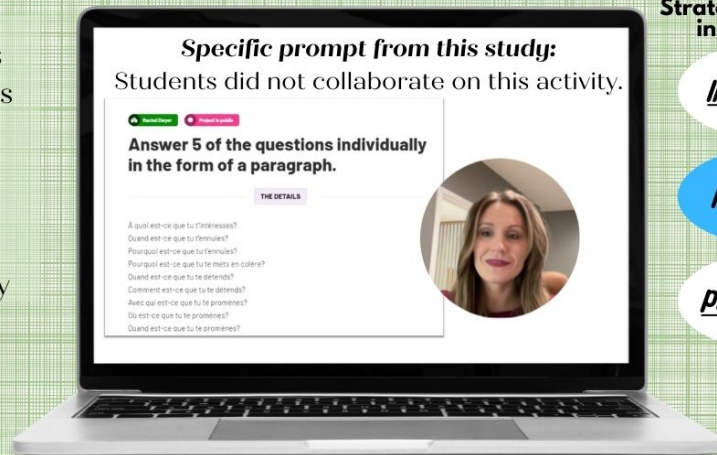 Strate
in
s
s
y
Specific prompt from this study:
Students did not collaborate on this activity.
Rachel Dwyer Project is public
Answer 5 of the questions individually
in the form of a paragraph.
THE DETAILS
À quoi est-ce que tu t'intéresses?
Quand est-ce que tu t'ennuies?
Pourquoi est-ce que tu t'ennuies?
Pourquoi est-ce que tu te mets en colère?
Quand est-ce que tu te détends?
Comment est-ce que tu te détends?
Avec qui est-ce que tu te promènes?
Où est-ce que tu te promènes?
Quand est-ce que tu te promènes?